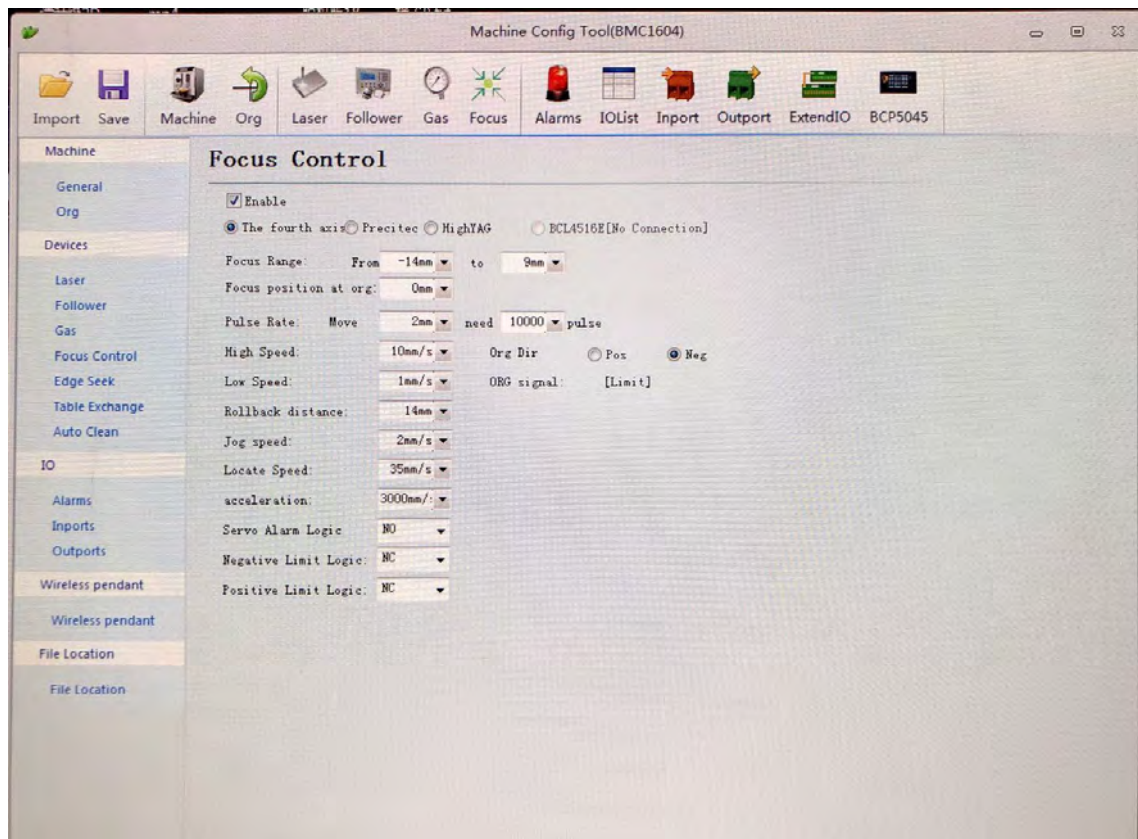 Machine Config Tool(BMC1604)
Import Save Machine Org Laser Follower Gas Focus Alarms IOList Inport Outport ExtendIO BCP5045
Machine
General
Org
Devices
Laser
Follower
Gas
Focus Control
Edge Seek
Table Exchange
Auto Clean
IO
Alarms
Inports
Outports
Wireless pendant
Wireless pendant
File Location
File Location
Focus Control
Enable
The fourth axis Precitec HighYAG BCL4516E[No Connection]
Focus Range: From -14mm to 9mm
Focus position at org: 0mm
Pulse Rate: Move 2mm need 10000 pulse
High Speed: 10mm/s Org Dir Pos Neg
Low Speed: 1mm/s ORG signal: [Limit]
Rollback distance: 14mm
Jog speed: 2mm/s
Locate Speed: 35mm/s
acceleration: 3000mm/
Servo Alarm Logic NO
Negative Limit Logic: NC
Positive Limit Logic: NC